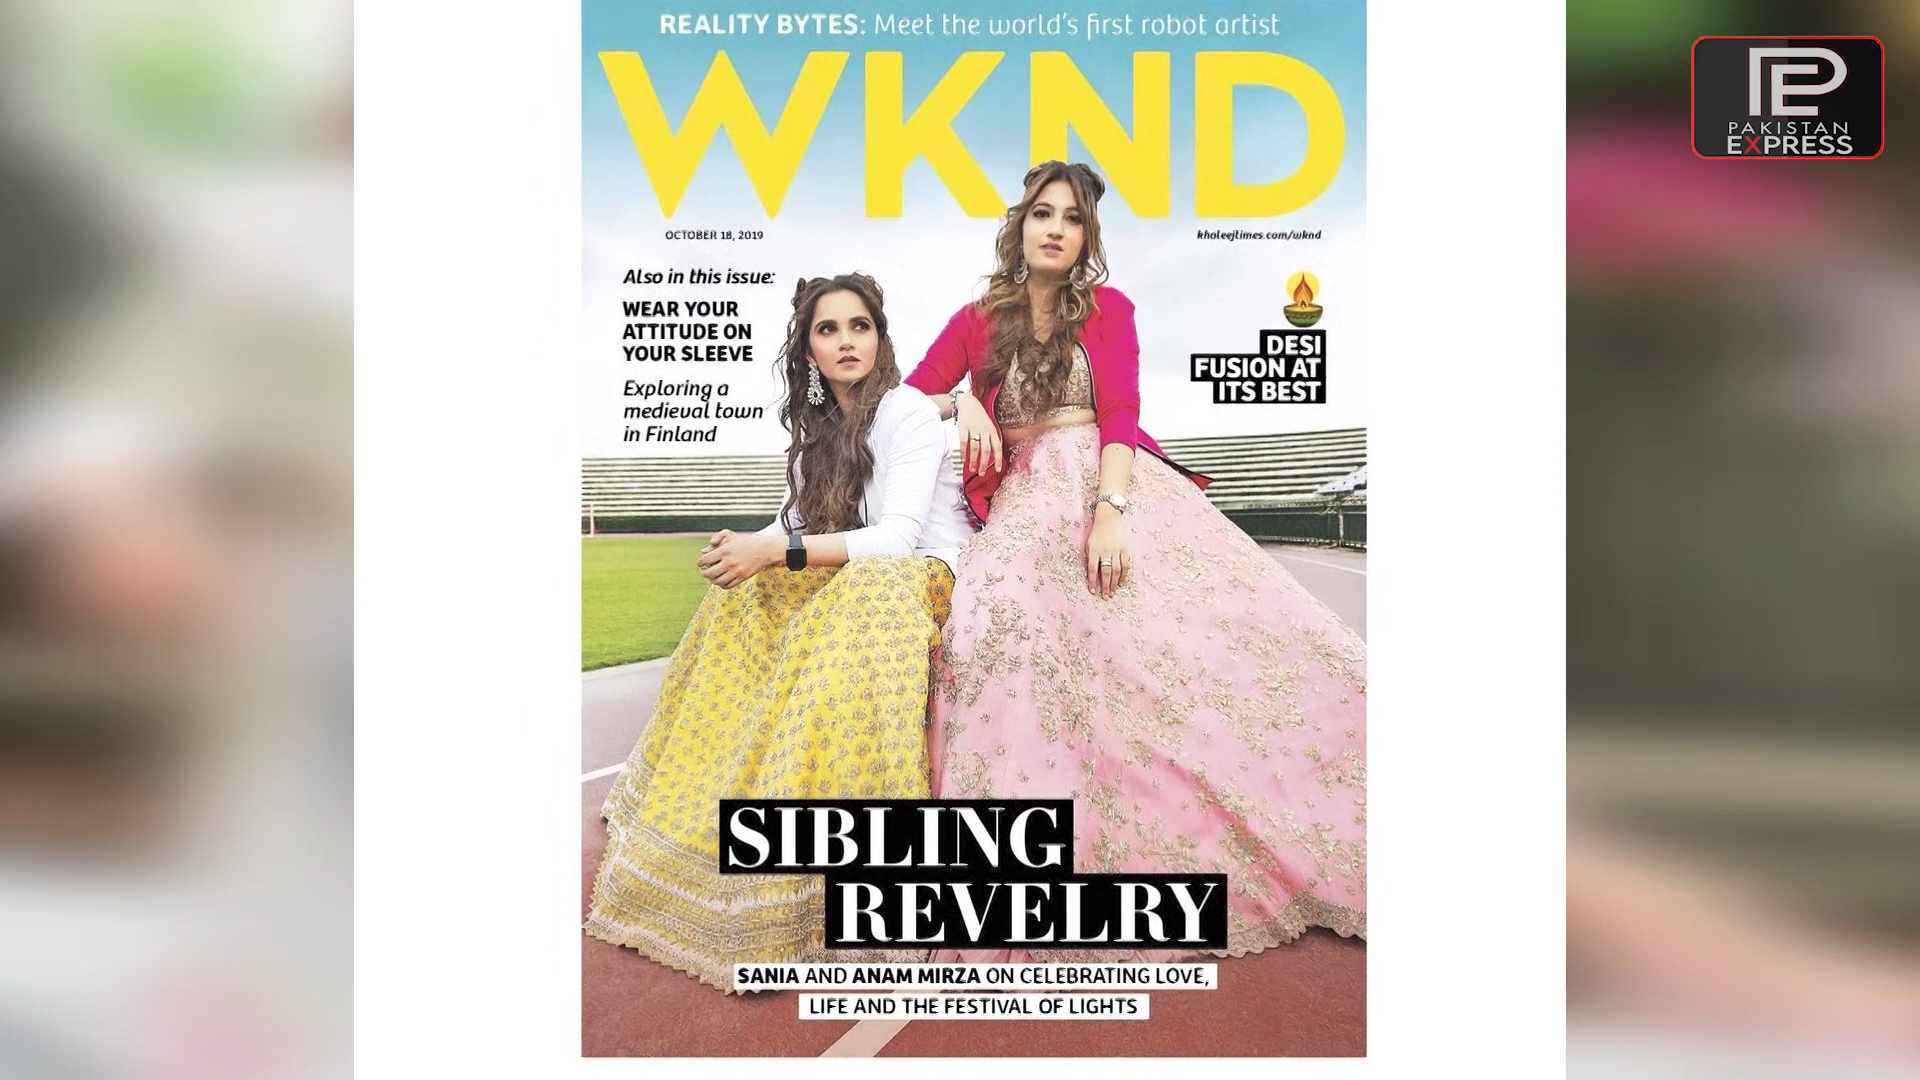 REALITY BYTES: Meet the world's first robot artist
WKND
OCTOBER 18, 2019
khaleejtimes.com/wknd
Also in this issue:
WEAR YOUR
ATTITUDE ON
YOUR SLEEVE
Exploring a
medieval town
in Finland
DESI
FUSION AT
ITS BEST
SIBLING
REVELRY
SANIA AND ANAM MIRZA ON CELEBRATING LOVE,
LIFE AND THE FESTIVAL OF LIGHTS
PE
PAKISTAN
EXPRESS